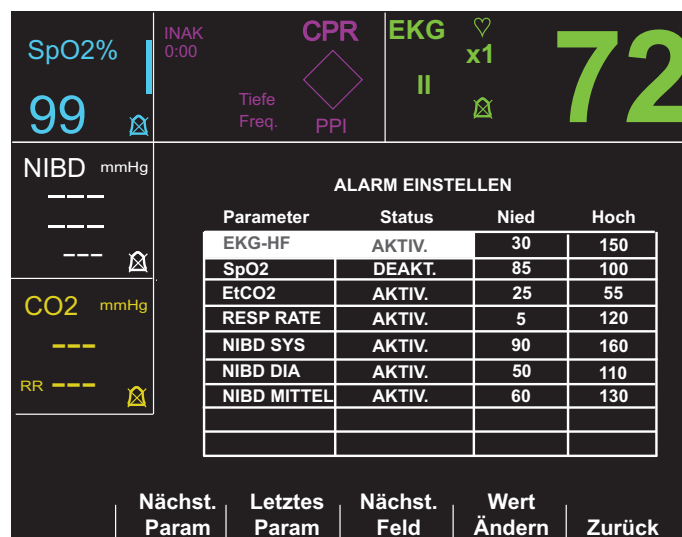 SpO2%
99
INAK
0:00
CPR
Tiefe
Freq.
PPI
EKG
x1
II
72
NIBD mmHg
---
---
---
CO2 mmHg
---
RR ---
ALARM EINSTELLEN
Parameter Status Nied Hoch
EKG-HF AKTIV. 30 150
SpO2 DEAKT. 85 100
EtCO2 AKTIV. 25 55
RESP RATE AKTIV. 5 120
NIBD SYS AKTIV. 90 160
NIBD DIA AKTIV. 50 110
NIBD MITTEL AKTIV. 60 130
Nächst. Letztes Nächst. Wert
Param Param Feld Ändern Zurück